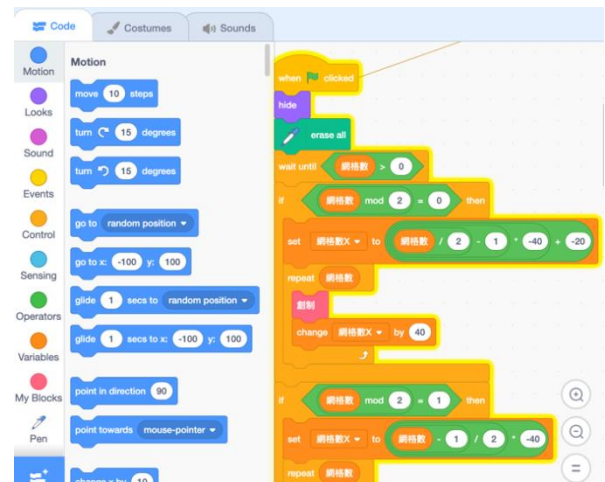 Code Costumes Sounds
Motion
Looks
Sound
Events
Control
Sensing
Operators
Variables
My Blocks
Pen
Motion
move 10 steps
turn 15 degrees
turn 15 degrees
go to random position
go to x: -100 y: 100
glide 1 secs to random position
glide 1 secs to x: -100 y: 100
point in direction 90
point towards mouse-pointer
change x by 10
when clicked
hide
erase all
wait until 網格數 > 0
if 網格數 mod 2 = 0 then
set 網格數X to 網格數 / 2 - 1 * -40 + -20
repeat 網格數
創制
change 網格數X by 40
if 網格數 mod 2 = 1 then
set 網格數X to 網格數 - 1 / 2 * -40
repeat 網格數